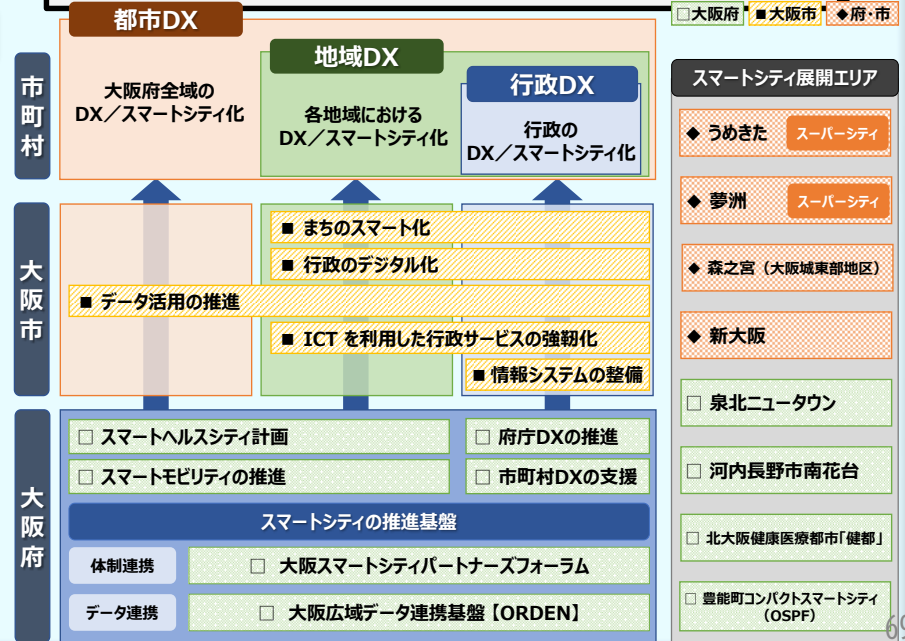 □大阪府 ■大阪市 ◆府・市
都市DX
大阪府全域の
DX／スマートシティ化
地域DX
各地域における
DX／スマートシティ化
行政DX
行政の
DX／スマートシティ化
市町村
大阪市
■ まちのスマート化
■ 行政のデジタル化
■ データ活用の推進
■ ICT を利用した行政サービスの強靭化
■ 情報システムの整備
大阪府
□ スマートヘルスシティ計画
□ 府庁DXの推進
□ スマートモビリティの推進
□ 市町村DXの支援
スマートシティの推進基盤
体制連携
□ 大阪スマートシティパートナーズフォーラム
データ連携
□ 大阪広域データ連携基盤【ORDEN】
スマートシティ展開エリア
◆ うめきた スーパーシティ
◆ 夢洲 スーパーシティ
◆ 森之宮（大阪城東部地区）
◆ 新大阪
□ 泉北ニュータウン
□ 河内長野市南花台
□ 北大阪健康医療都市「健都」
□ 豊能町コンパクトスマートシティ
（OSPF）